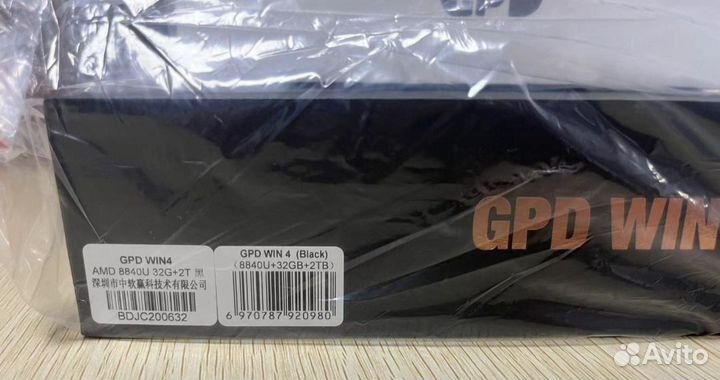 GPD
GPD WIN
GPD WIN4
AMD 8840U 32G+2T 黑
深圳市中软赢科技术有限公司
BDJC200632
GPD WIN 4 (Black)
(8840U+32GB+2TB)
6 970787 920980
Avito